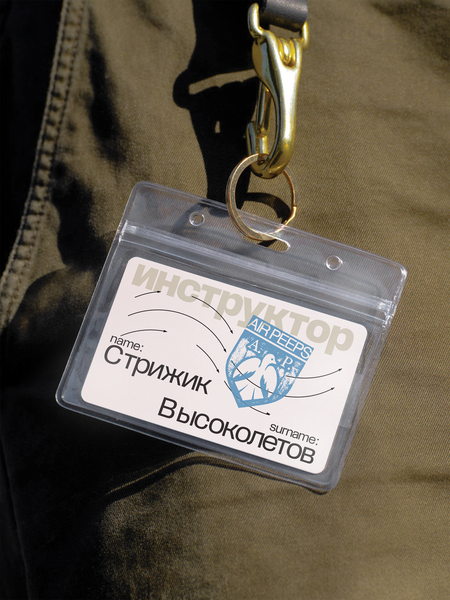 инструктор
AIR PEEPS
A. P.
name:
Стрижик
surname:
Высоколетов